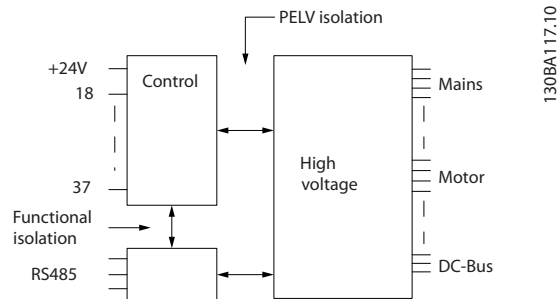 PELV isolation
130BA117.10
+24V
Control
18
Mains
High
voltage
37
Motor
Functional
isolation
RS485
DC-Bus